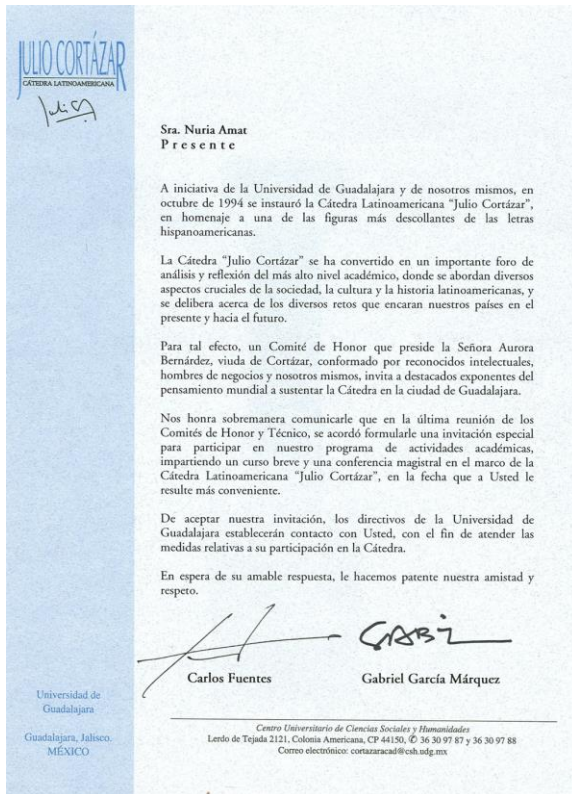 JULIO CORTÁZAR
CÁTEDRA LATINOAMERICANA
Sra. Nuria Amat
Presente
A iniciativa de la Universidad de Guadalajara y de nosotros mismos, en
octubre de 1994 se instauró la Cátedra Latinoamericana “Julio Cortázar”,
en homenaje a una de las figuras más descollantes de las letras
hispanoamericanas.
La Cátedra “Julio Cortázar” se ha convertido en un importante foro de
análisis y reflexión del más alto nivel académico, donde se abordan diversos
aspectos cruciales de la sociedad, la cultura y la historia latinoamericanas, y
se delibera acerca de los diversos retos que encaran nuestros países en el
presente y hacia el futuro.
Para tal efecto, un Comité de Honor que preside la Señora Aurora
Bernárdez, viuda de Cortázar, conformado por reconocidos intelectuales,
hombres de negocios y nosotros mismos, invita a destacados exponentes del
pensamiento mundial a sustentar la Cátedra en la ciudad de Guadalajara.
Nos honra sobremanera comunicarle que en la última reunión de los
Comités de Honor y Técnico, se acordó formularle una invitación especial
para participar en nuestro programa de actividades académicas,
impartiendo un curso breve y una conferencia magistral en el marco de la
Cátedra Latinoamericana “Julio Cortázar”, en la fecha que a Usted le
resulte más conveniente.
De aceptar nuestra invitación, los directivos de la Universidad de
Guadalajara establecerán contacto con Usted, con el fin de atender las
medidas relativas a su participación en la Cátedra.
En espera de su amable respuesta, le hacemos patente nuestra amistad y
respeto.
GABI
Carlos Fuentes Gabriel García Márquez
Universidad de
Guadalajara
Guadalajara, Jalisco.
MÉXICO
Centro Universitario de Ciencias Sociales y Humanidades
Lerdo de Tejada 2121, Colonia Americana, CP 44150, ✆ 36 30 97 87 y 36 30 97 88
Correo electrónico: cortazaracad@csh.udg.mx